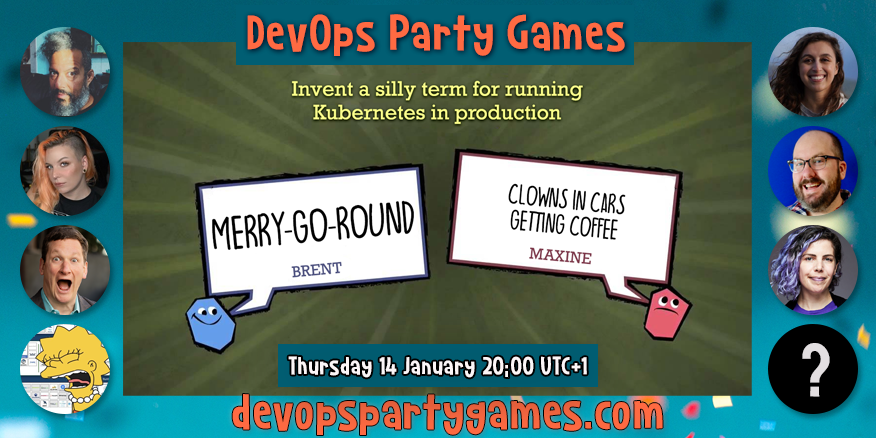 DevOps Party Games
Invent a silly term for running
Kubernetes in production
MERRY-GO-ROUND
BRENT
CLOWNS IN CARS
GETTING COFFEE
MAXINE
Thursday 14 January 20:00 UTC+1
devopspartygames.com
?